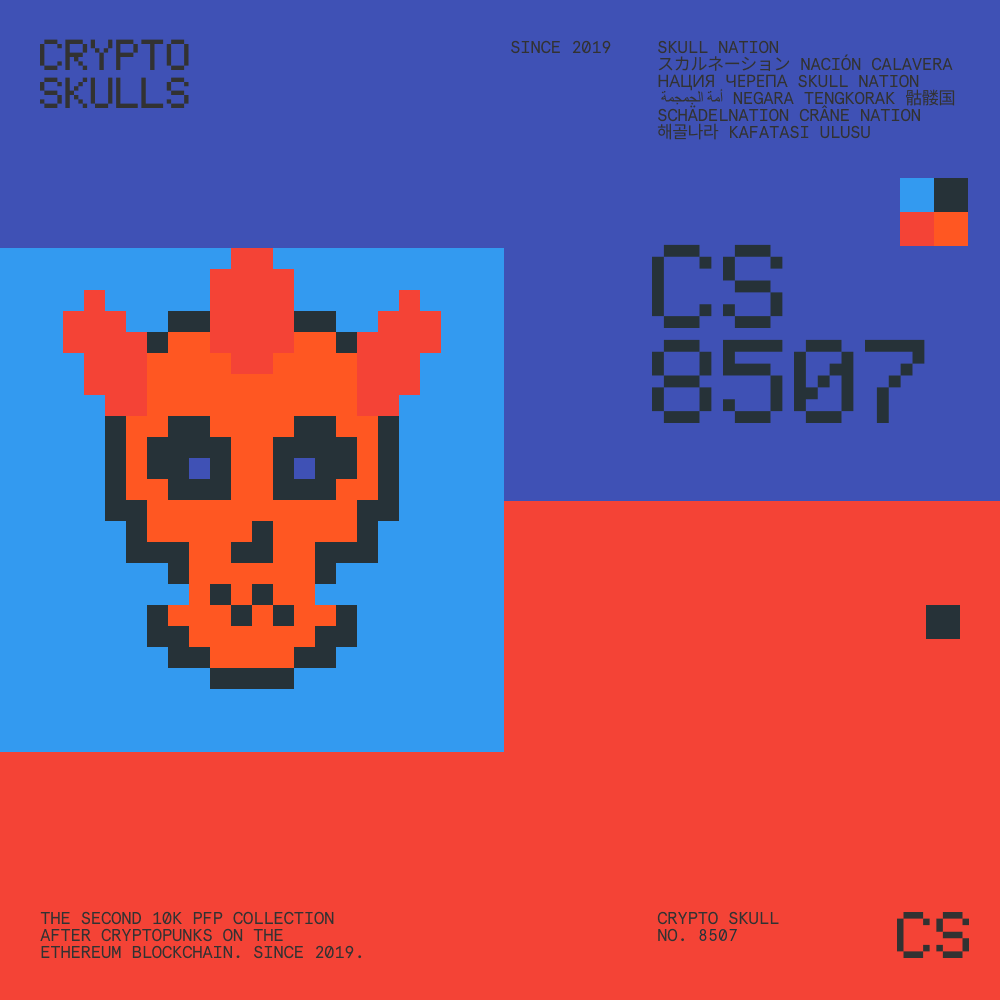 CRYPTO
SKULLS
SINCE 2019
SKULL NATION
スカルネーション NACIÓN CALAVERA
НАЦИЯ ЧЕРЕПА SKULL NATION
أمة الجمجمة NEGARA TENGKORAK 骷髅国
SCHÄDELNATION CRÂNE NATION
해골나라 KAFATASI ULUSU
CS
8507
THE SECOND 10K PFP COLLECTION
AFTER CRYPTOPUNKS ON THE
ETHEREUM BLOCKCHAIN. SINCE 2019.
CRYPTO SKULL
NO. 8507
CS